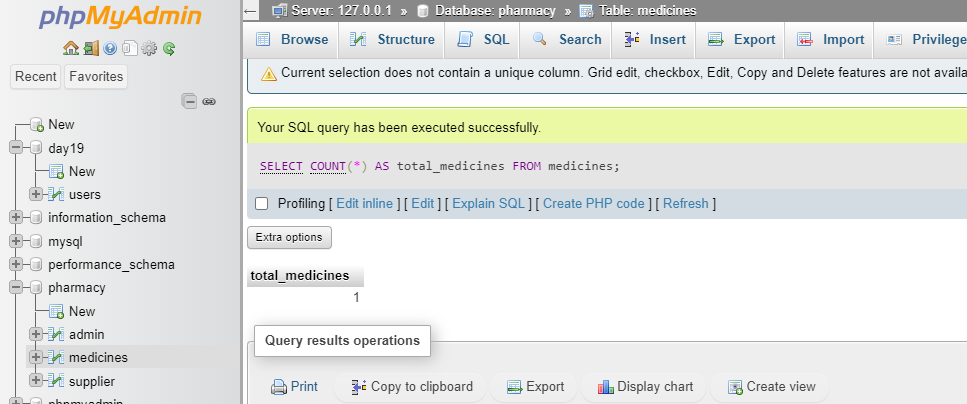 phpMyAdmin
Recent Favorites
New
day19
New
users
information_schema
mysql
performance_schema
pharmacy
New
admin
medicines
supplier
phpmyadmin
Server: 127.0.0.1 » Database: pharmacy » Table: medicines
Browse Structure SQL Search Insert Export Import Privilege
Current selection does not contain a unique column. Grid edit, checkbox, Edit, Copy and Delete features are not availa
Your SQL query has been executed successfully.
SELECT COUNT(*) AS total_medicines FROM medicines;
Profiling [ Edit inline ] [ Edit ] [ Explain SQL ] [ Create PHP code ] [ Refresh ]
Extra options
total_medicines
1
Query results operations
Print Copy to clipboard Export Display chart Create view